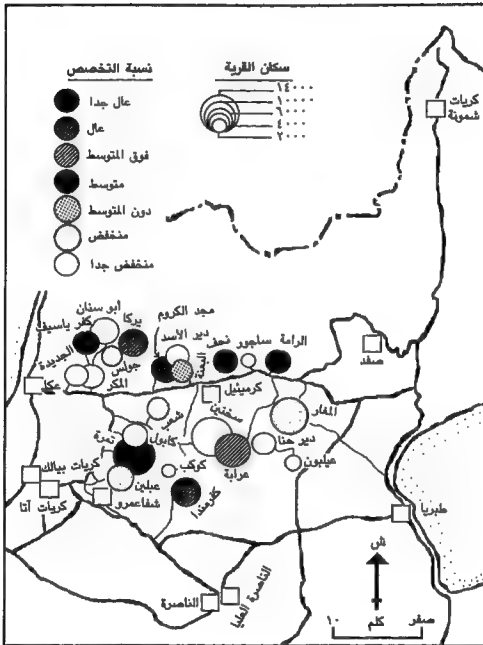 نسبة التخصص
عال جدا
عال
فوق المتوسط
متوسط
دون المتوسط
منخفض
منخفض جدا
سكان القرية
١٤٠٠٠
١٠٠٠٠
٦٠٠٠
٤٠٠٠
٢٠٠٠
كريات
شمونة
أبو سنان
كفر ياسيف
يركا
الجديدة
جولس
المكر
عكا
مجد الكروم
دير الأسد
البعنة
نحف
ساجور
الرامة
صفد
كرميئيل
شعب
سخنين
المغار
كابول
نمرة
دير حنا
عيلبون
كوكب
عرابة
عبلين
كريات بيالك
كريات آتا
شفاعمرو
كفرمندا
طبريا
الناصرة
الناصرة العليا
ش
صفر
كلم
١٠